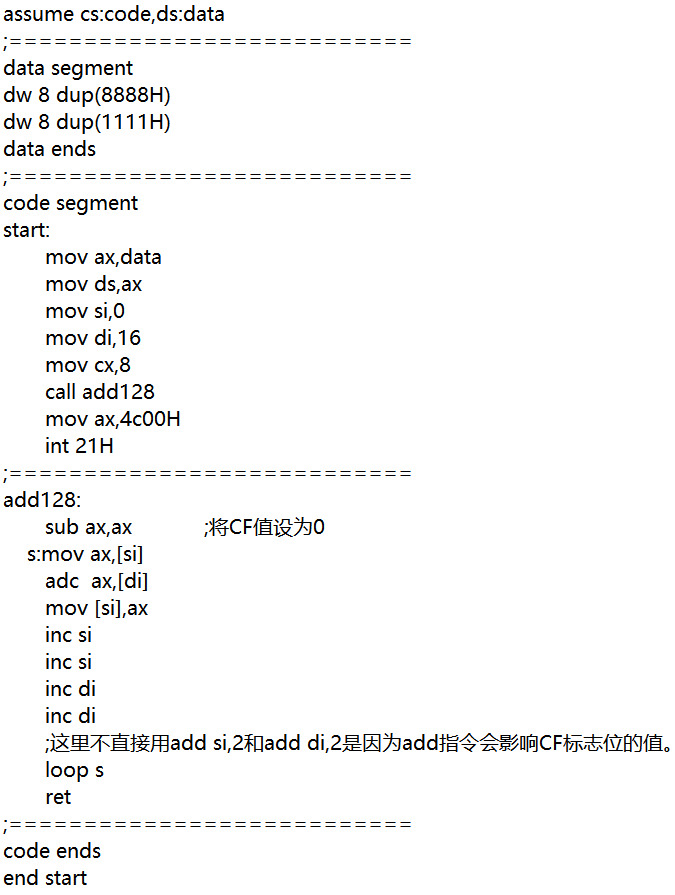 assume cs:code,ds:data
;===========================
data segment
dw 8 dup(8888H)
dw 8 dup(1111H)
data ends
;===========================
code segment
start:
mov ax,data
mov ds,ax
mov si,0
mov di,16
mov cx,8
call add128
mov ax,4c00H
int 21H
;===========================
add128:
sub ax,ax ;将CF值设为0
s:mov ax,[si]
adc ax,[di]
mov [si],ax
inc si
inc si
inc di
inc di
;这里不直接用add si,2和add di,2是因为add指令会影响CF标志位的值。
loop s
ret
;===========================
code ends
end start